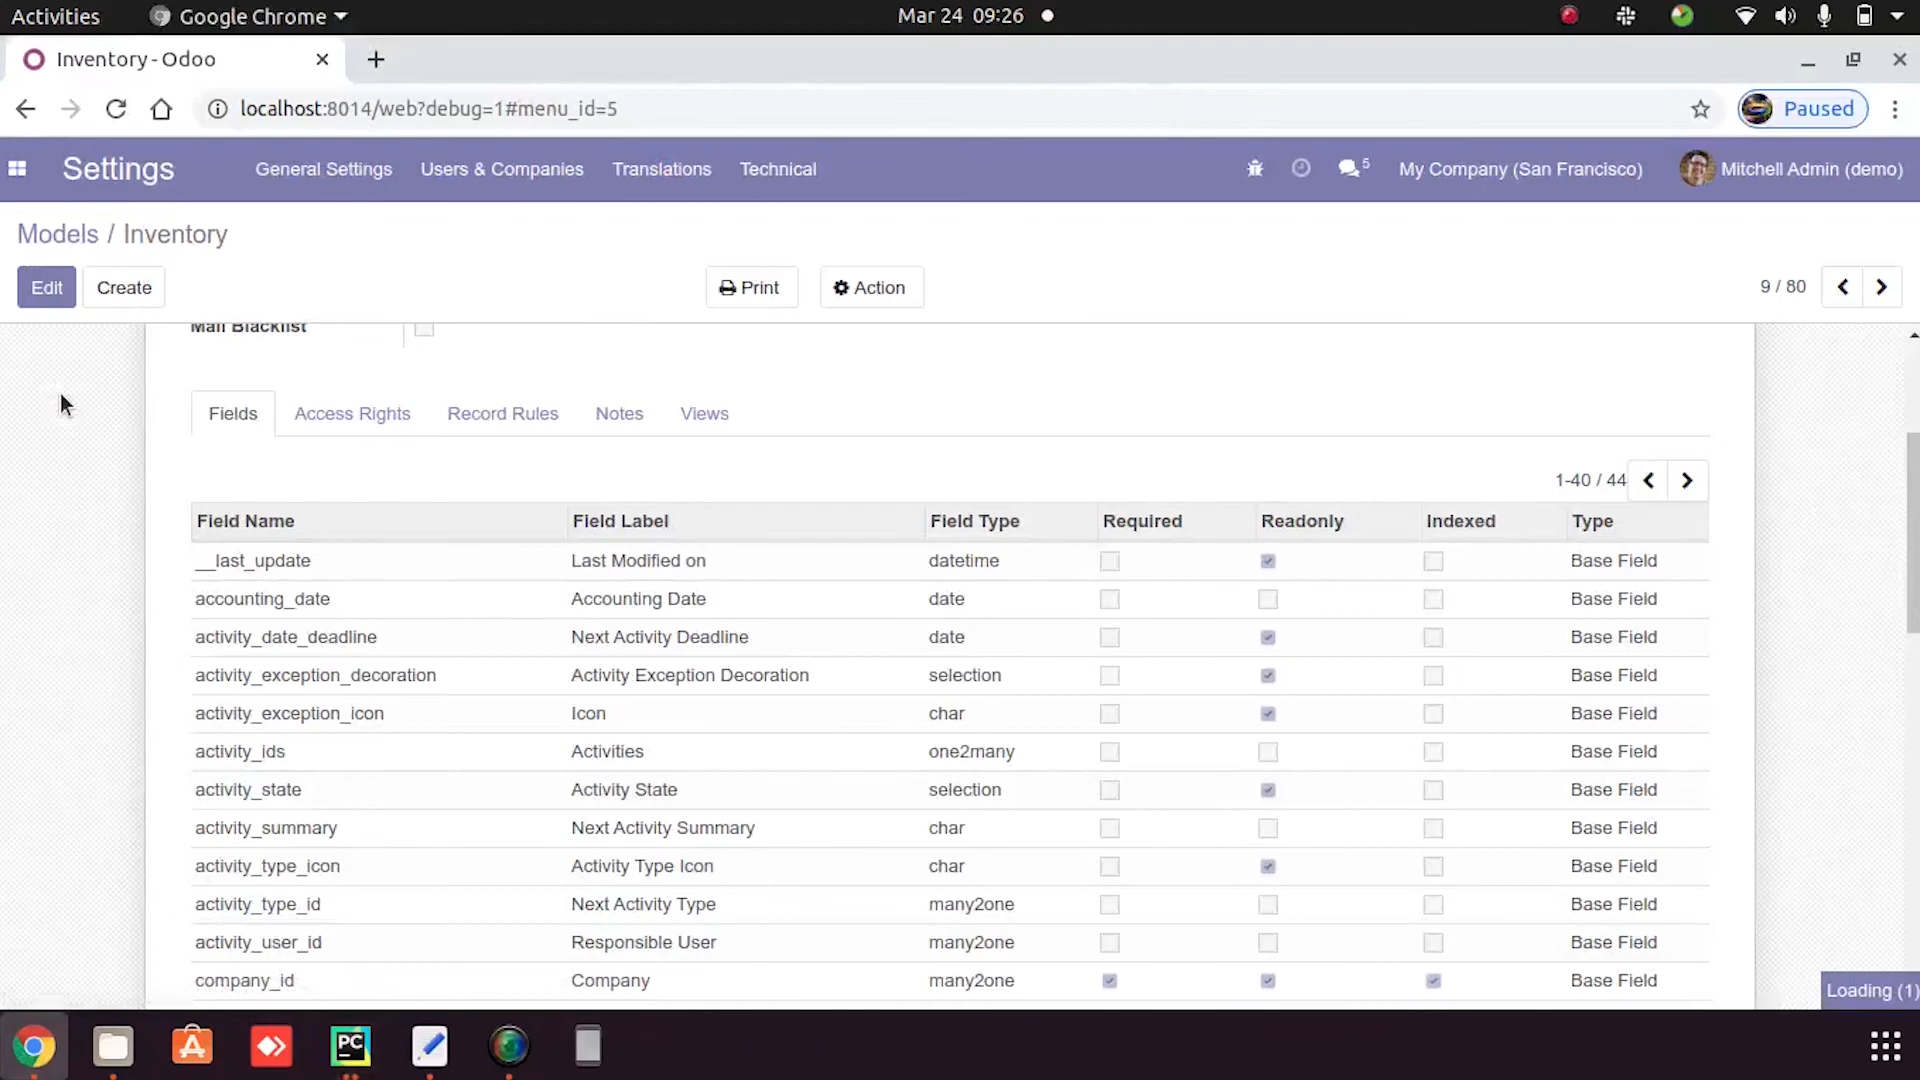 Activities Google Chrome Mar 24 09:26
Inventory - Odoo
localhost:8014/web?debug=1#menu_id=5 Paused
Settings General Settings Users & Companies Translations Technical 5 My Company (San Francisco) Mitchell Admin (demo)
Models / Inventory
Edit Create Print Action 9 / 80
Mail Blacklist
Fields Access Rights Record Rules Notes Views
1-40 / 44
Field Name Field Label Field Type Required Readonly Indexed Type
__last_update Last Modified on datetime Base Field
accounting_date Accounting Date date Base Field
activity_date_deadline Next Activity Deadline date Base Field
activity_exception_decoration Activity Exception Decoration selection Base Field
activity_exception_icon Icon char Base Field
activity_ids Activities one2many Base Field
activity_state Activity State selection Base Field
activity_summary Next Activity Summary char Base Field
activity_type_icon Activity Type Icon char Base Field
activity_type_id Next Activity Type many2one Base Field
activity_user_id Responsible User many2one Base Field
company_id Company many2one Base Field
Loading (1)
PC